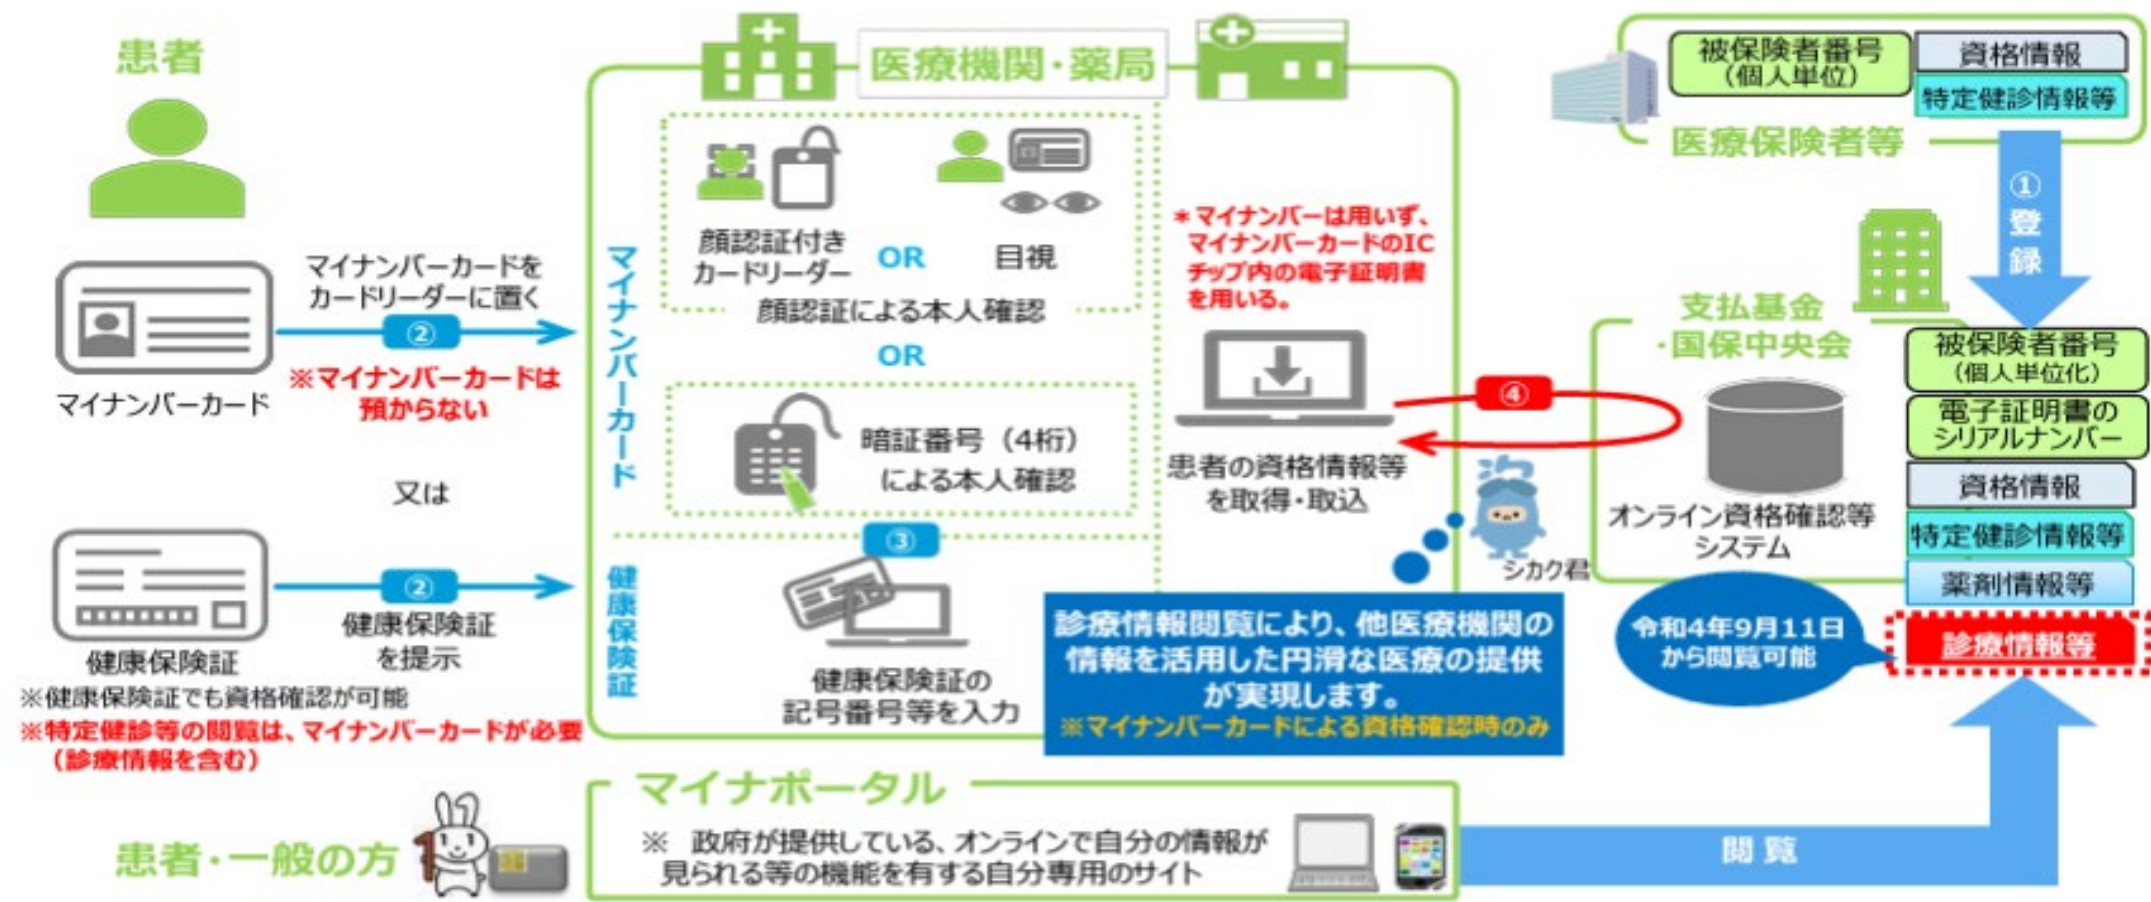 患者
マイナンバーカード
マイナンバーカードを
カードリーダーに置く
②
※マイナンバーカードは
預からない
又は
健康保険証
②
健康保険証
を提示
※健康保険証でも資格確認が可能
※特定健診等の閲覧は、マイナンバーカードが必要
(診療情報を含む)
医療機関・薬局
マイナンバーカード
顔認証付き
カードリーダー
OR
目視
顔認証による本人確認
OR
暗証番号(4桁)
による本人確認
③
健康保険証
健康保険証の
記号番号等を入力
＊マイナンバーは用いず、
マイナンバーカードのIC
チップ内の電子証明書
を用いる。
患者の資格情報等
を取得・取込
④
シカク君
診療情報閲覧により、他医療機関の
情報を活用した円滑な医療の提供
が実現します。
※マイナンバーカードによる資格確認時のみ
被保険者番号
(個人単位)
資格情報
特定健診情報等
医療保険者等
①
登録
支払基金
・国保中央会
オンライン資格確認等
システム
被保険者番号
(個人単位化)
電子証明書の
シリアルナンバー
資格情報
特定健診情報等
薬剤情報等
診療情報等
令和4年9月11日
から閲覧可能
患者・一般の方
マイナポータル
※ 政府が提供している、オンラインで自分の情報が
見られる等の機能を有する自分専用のサイト
閲覧